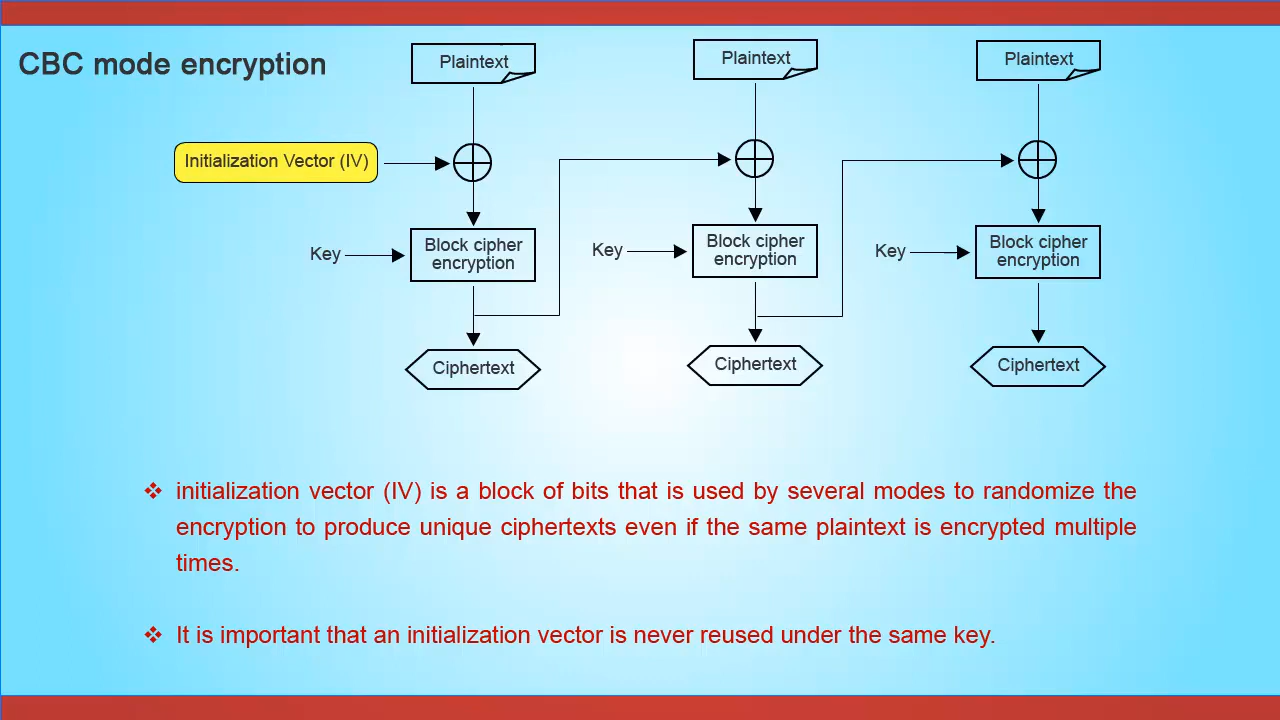 CBC mode encryption
Plaintext
Plaintext
Plaintext
Initialization Vector (IV)
Key
Block cipher
encryption
Key
Block cipher
encryption
Key
Block cipher
encryption
Ciphertext
Ciphertext
Ciphertext
❖ initialization vector (IV) is a block of bits that is used by several modes to randomize the
encryption to produce unique ciphertexts even if the same plaintext is encrypted multiple
times.
❖ It is important that an initialization vector is never reused under the same key.